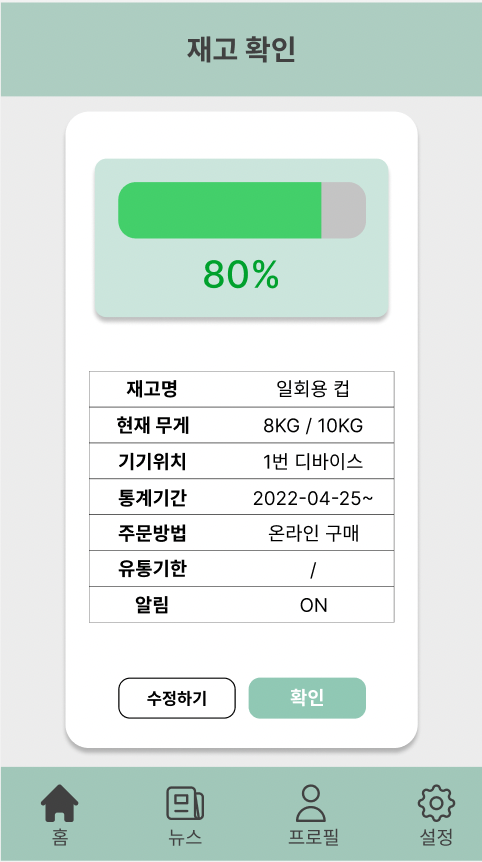 재고 확인
80%
재고명 일회용 컵
현재 무게 8KG / 10KG
기기위치 1번 디바이스
통계기간 2022-04-25~
주문방법 온라인 구매
유통기한 /
알림 ON
수정하기 확인
홈 뉴스 프로필 설정